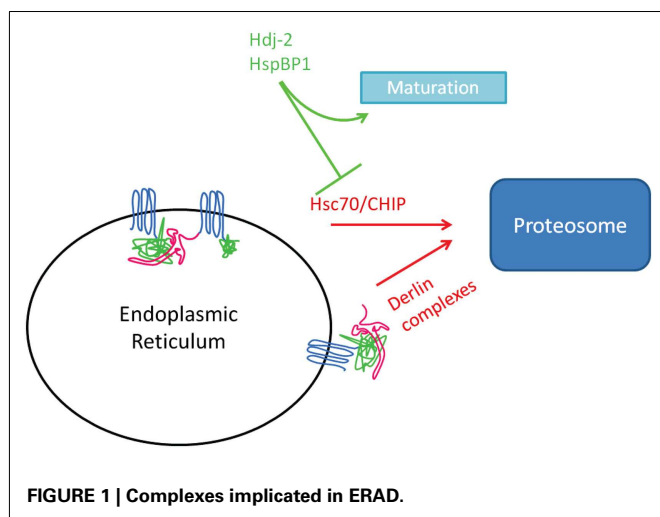 Hdj-2
HspBP1
Maturation
Hsc70/CHIP
Proteosome
Derlin
complexes
Endoplasmic
Reticulum
FIGURE 1 | Complexes implicated in ERAD.